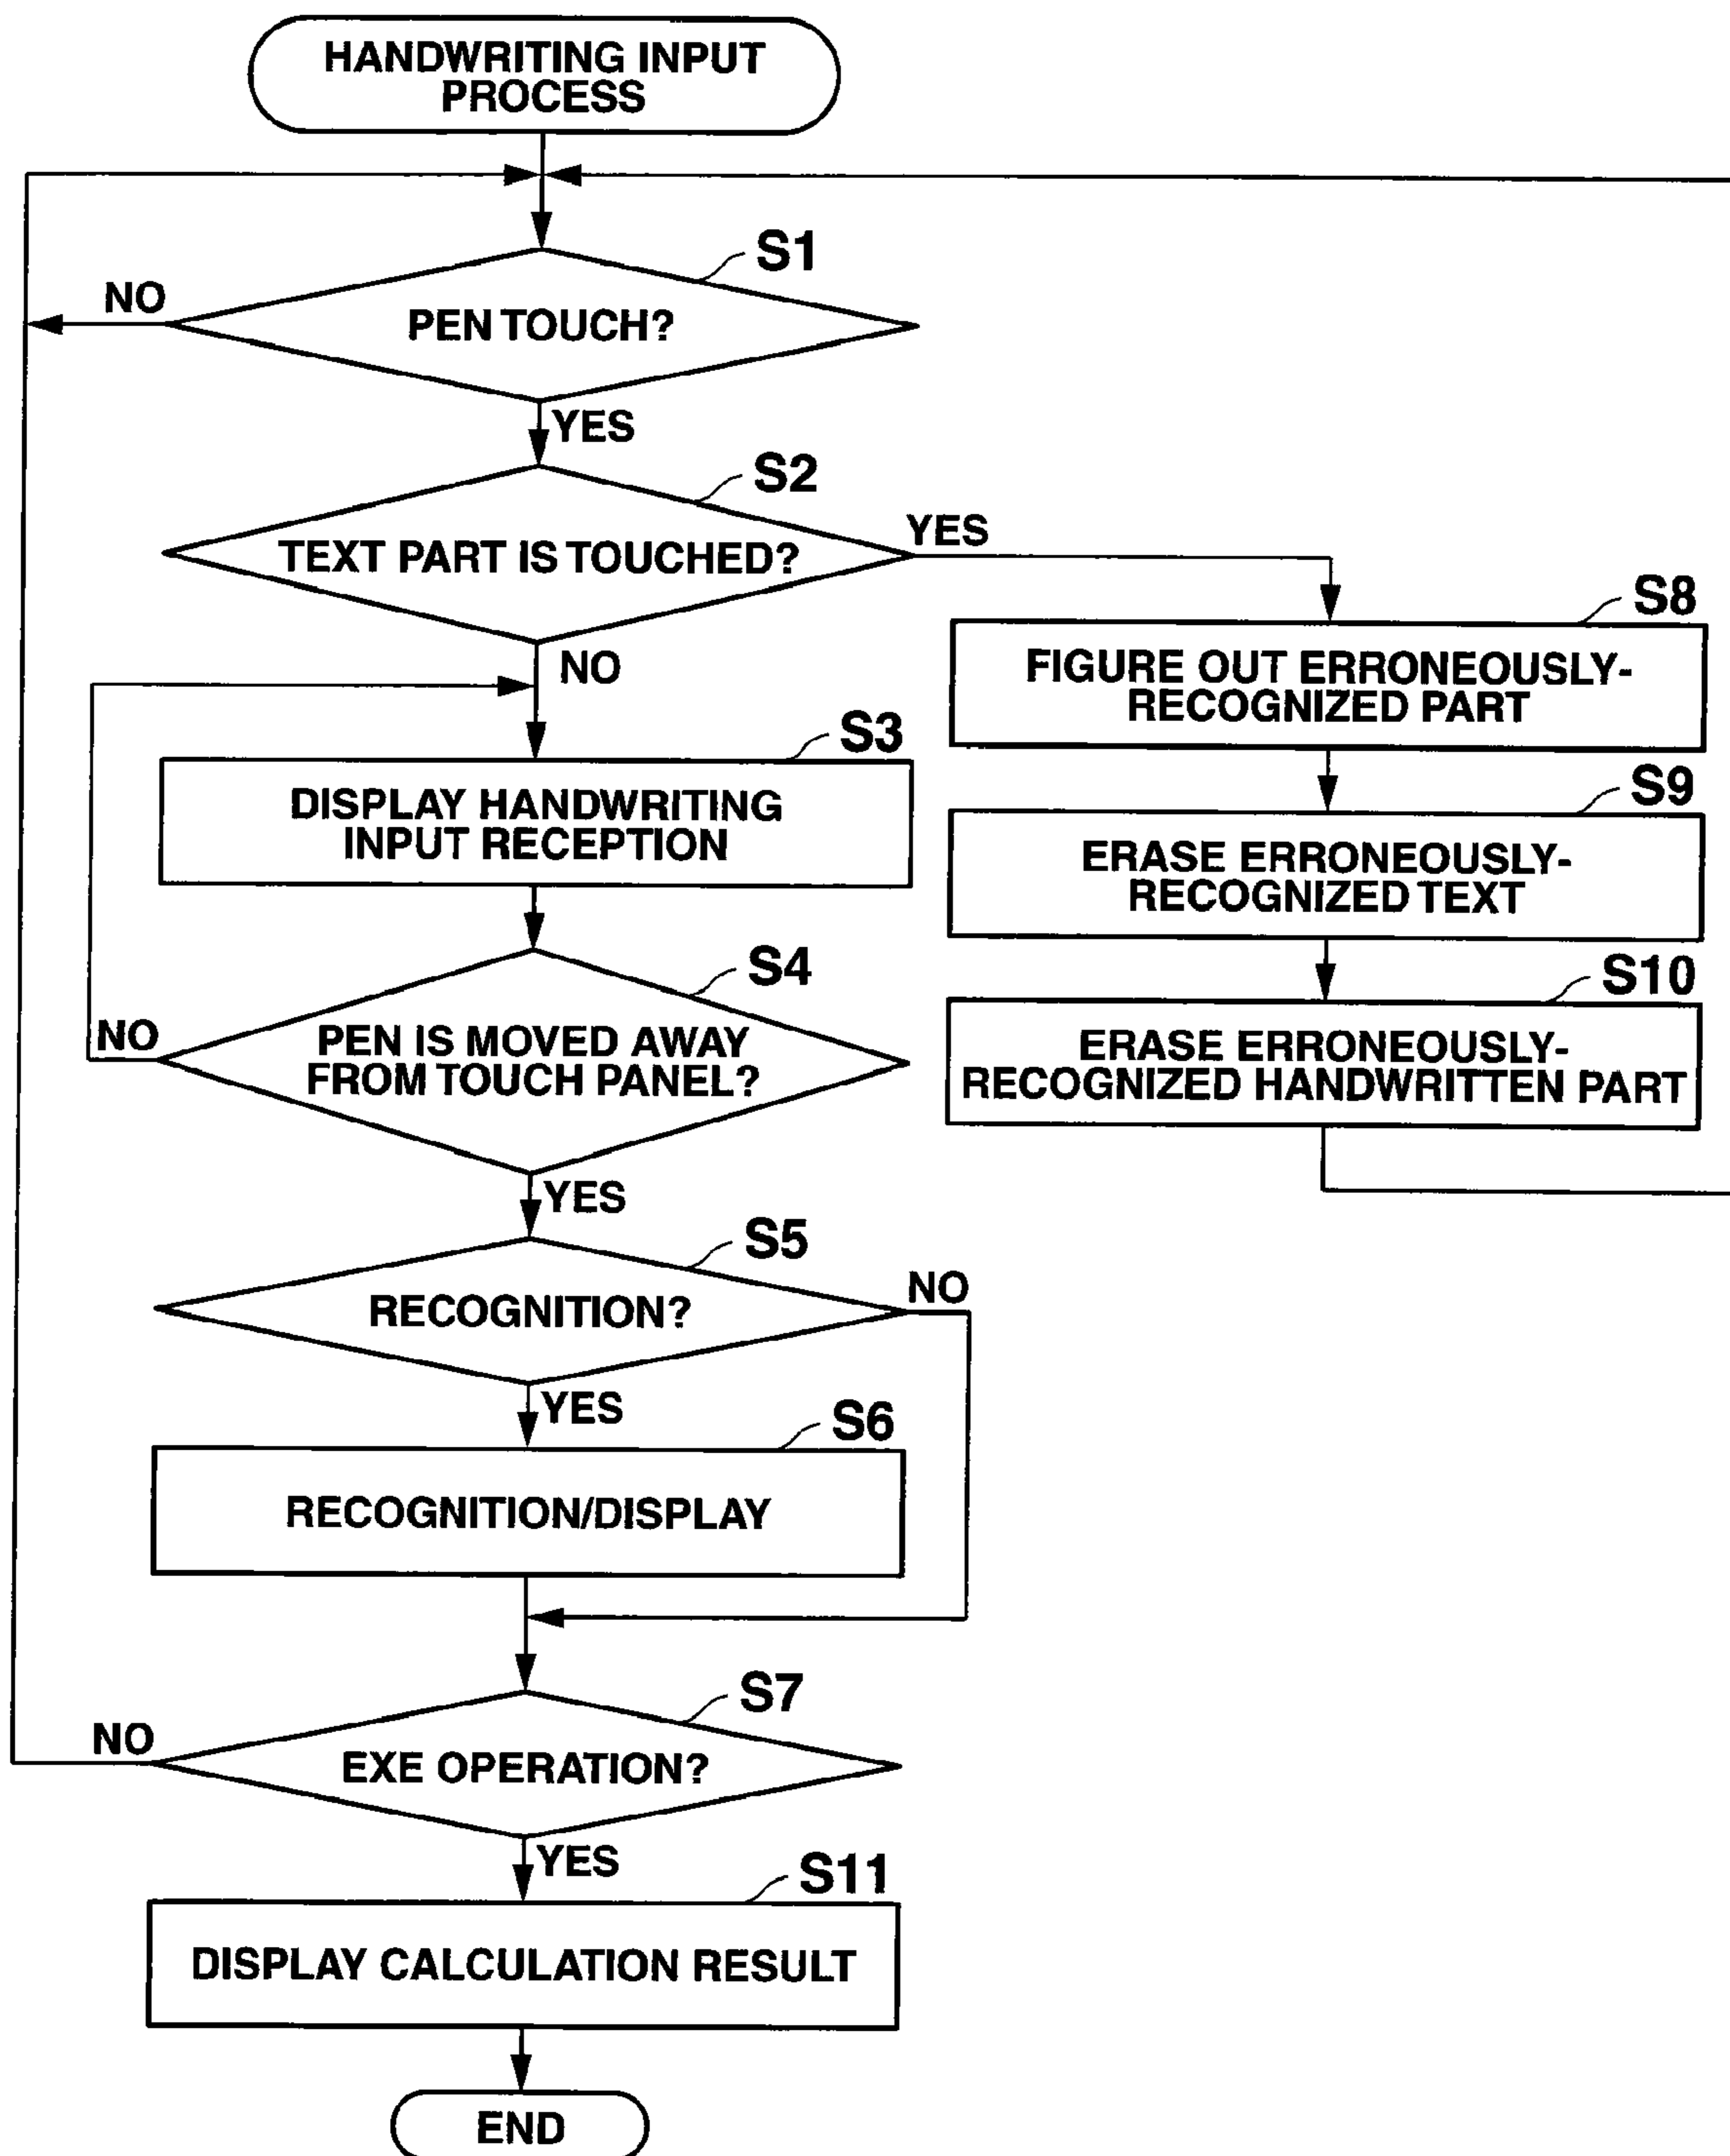 HANDWRITING INPUT
PROCESS
S1
NO
PEN TOUCH?
YES
S2
TEXT PART IS TOUCHED?
YES
NO
S3
DISPLAY HANDWRITING
INPUT RECEPTION
S4
NO
PEN IS MOVED AWAY
FROM TOUCH PANEL?
YES
S5
RECOGNITION?
NO
YES
S6
RECOGNITION/DISPLAY
S7
NO
EXE OPERATION?
YES
S11
DISPLAY CALCULATION RESULT
END
S8
FIGURE OUT ERRONEOUSLY-
RECOGNIZED PART
S9
ERASE ERRONEOUSLY-
RECOGNIZED TEXT
S10
ERASE ERRONEOUSLY-
RECOGNIZED HANDWRITTEN PART